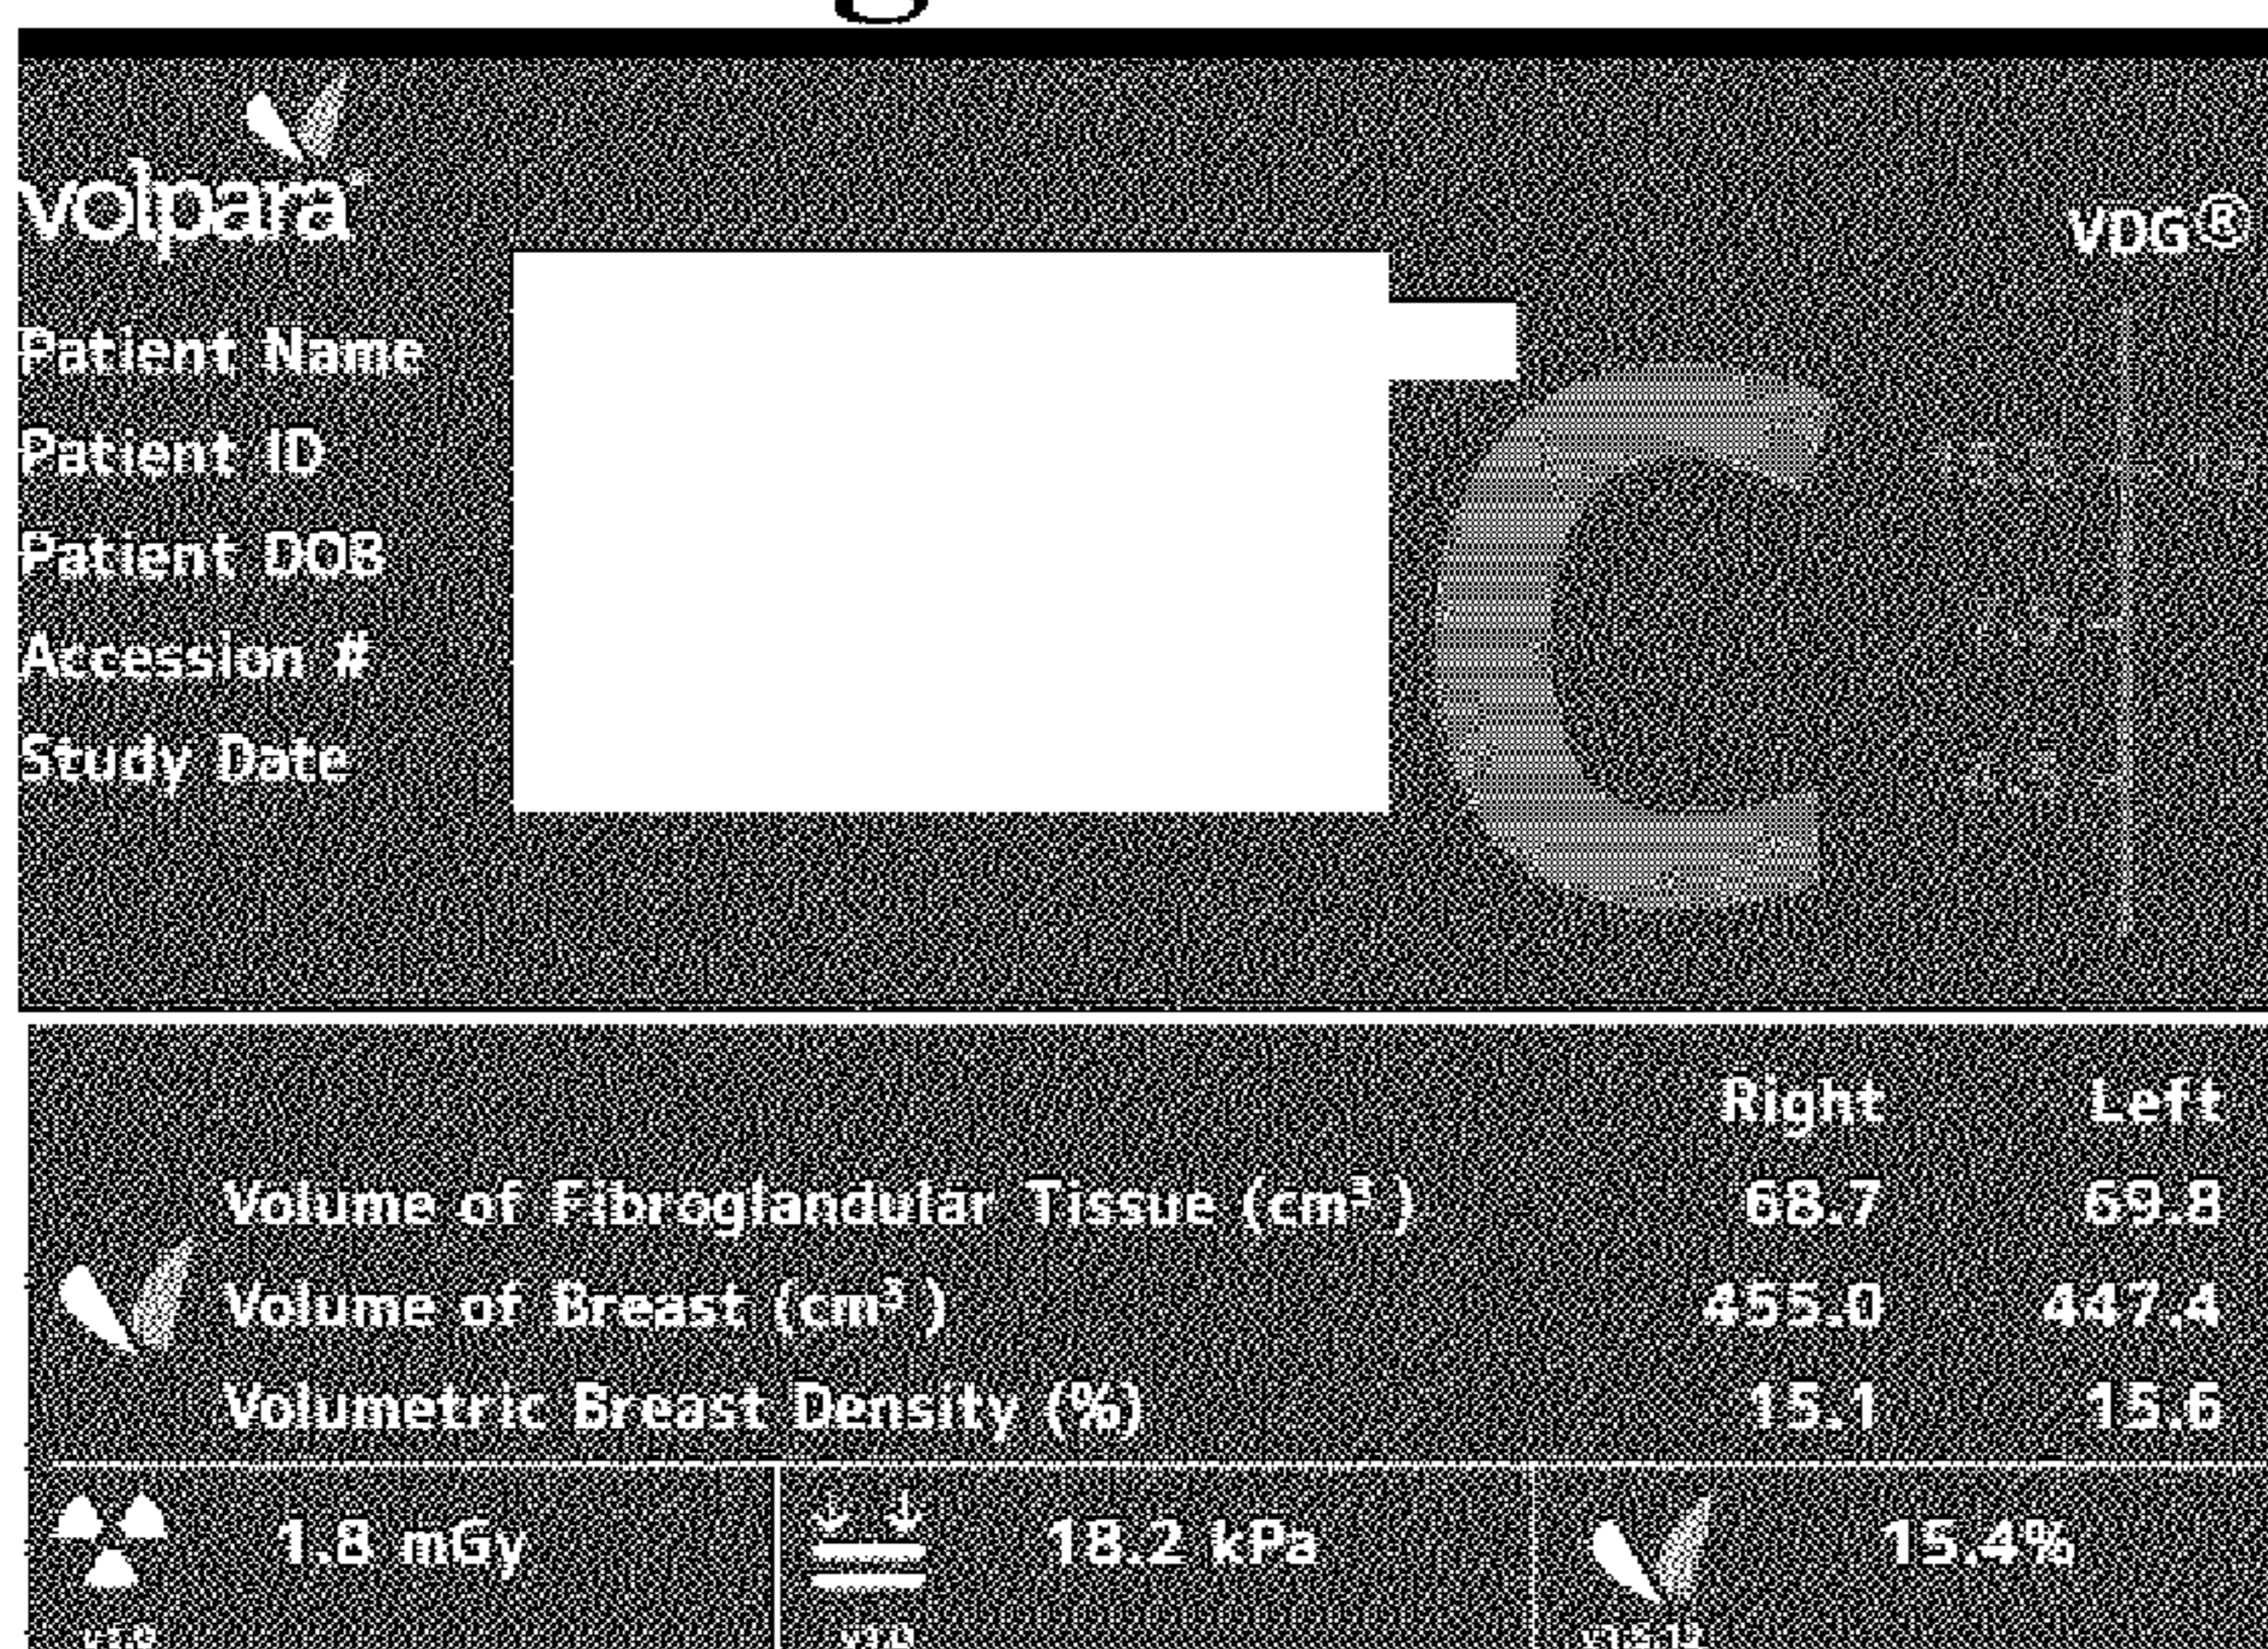 volpara
VDG®
Patient Name
Patient ID
Patient DOB
Accession #
Study Date
C
Right Left
Volume of Fibroglandular Tissue (cm³ ) 68.7 69.8
Volume of Breast (cm³ ) 455.0 447.4
Volumetric Breast Density (%) 15.1 15.6
1.8 mGy 18.2 kPa 15.4%